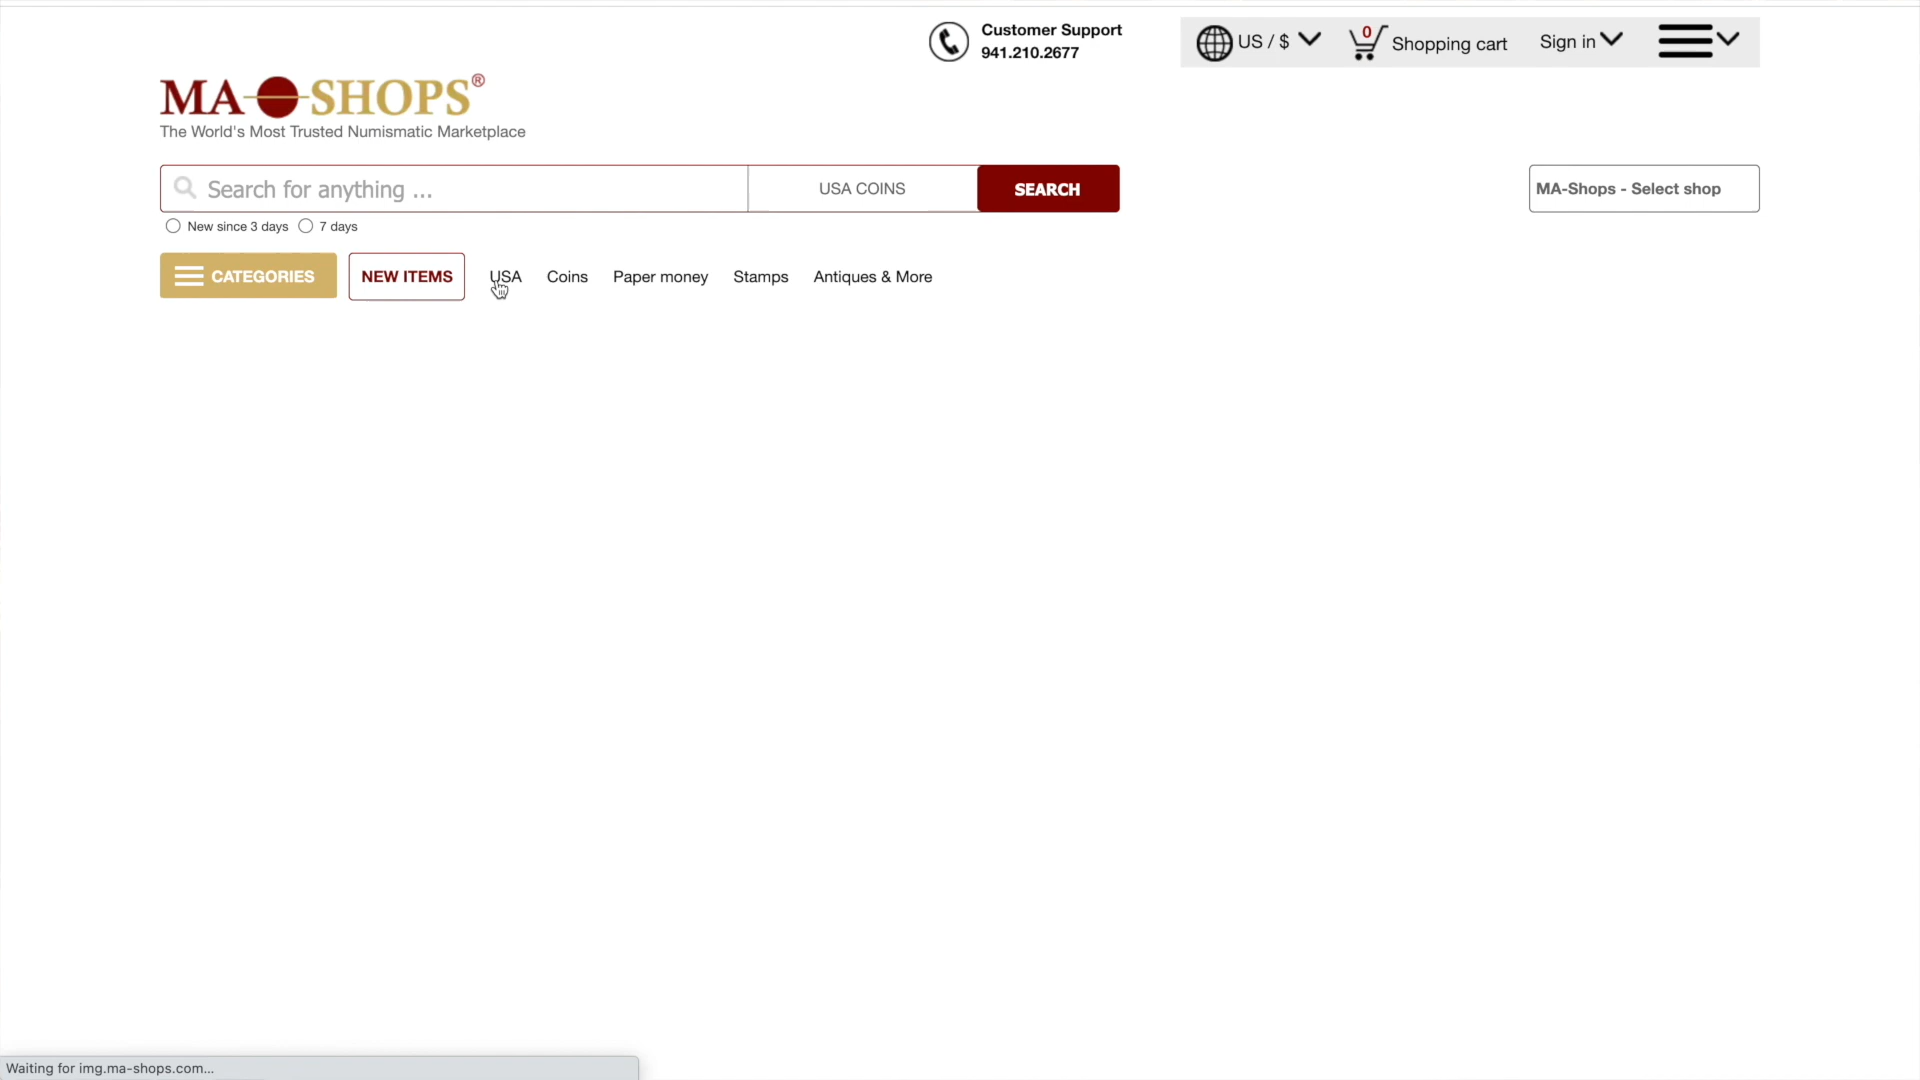 Customer Support
941.210.2677
US / $
0
Shopping cart
Sign in
MA SHOPS®
The World's Most Trusted Numismatic Marketplace
Search for anything ...
USA COINS
SEARCH
MA-Shops - Select shop
New since 3 days
7 days
CATEGORIES
NEW ITEMS
USA
Coins
Paper money
Stamps
Antiques & More
Waiting for img.ma-shops.com...